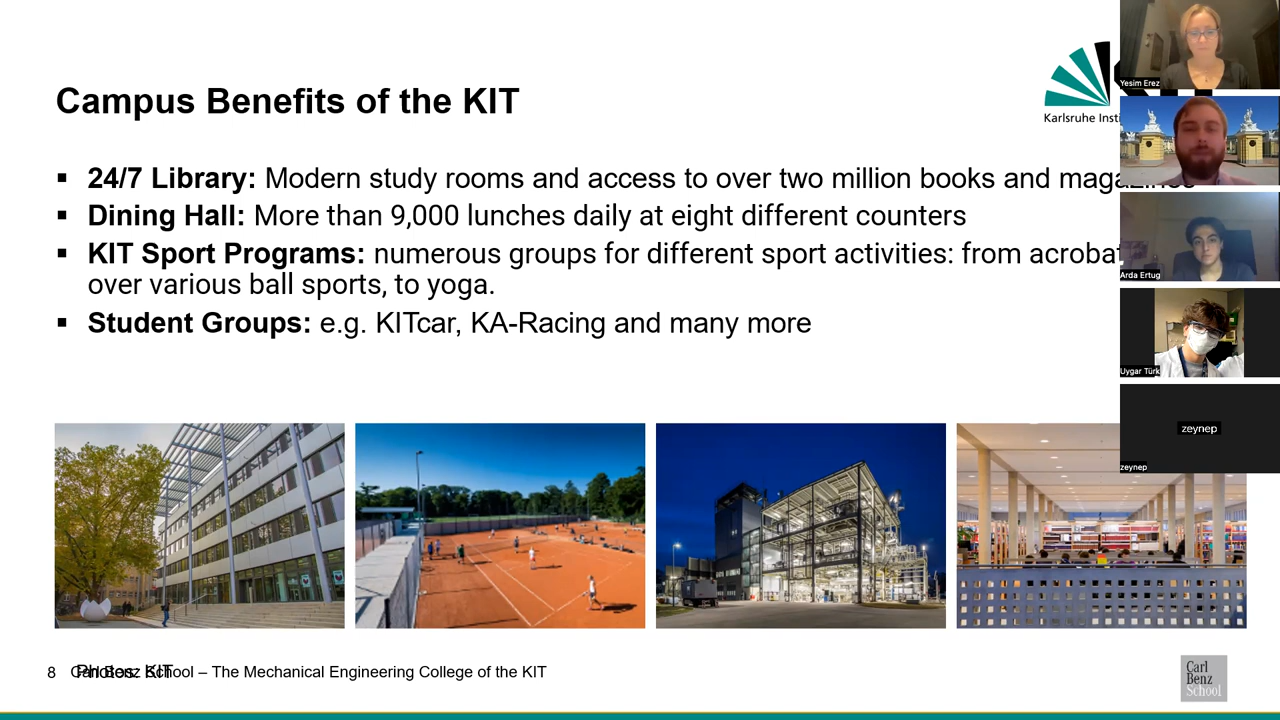 Campus Benefits of the KIT
Karlsruhe
▪ 24/7 Library: Modern study rooms and access to over two million books and magazines
▪ Dining Hall: More than 9,000 lunches daily at eight different counters
▪ KIT Sport Programs: numerous groups for different sport activities: from
over various ball sports, to yoga.
▪ Student Groups: e.g. KITcar, KA-Racing and many more
Yesim Erez
Arda Ertug
Uygar Türk
zeynep
zeynep
8 Carl Benz School – The Mechanical Engineering College of the KIT
Photos: KIT
Carl
Benz
School